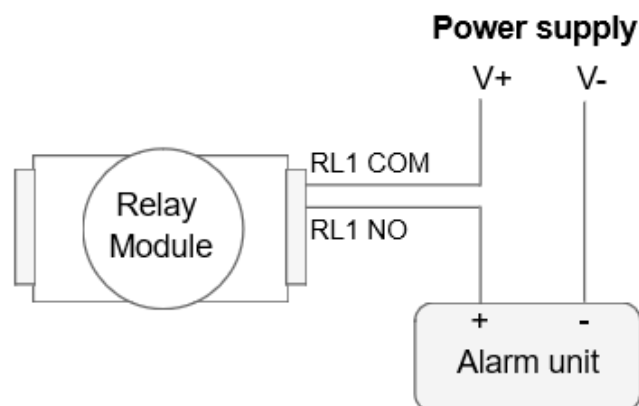 Power supply
V+ V-
RL1 COM
Relay
Module
RL1 NO
+ -
Alarm unit